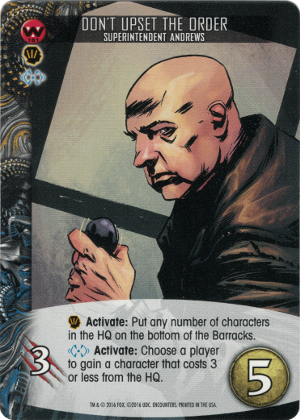 DON'T UPSET THE ORDER
SUPERINTENDENT ANDREWS
Activate: Put any number of characters
in the HQ on the bottom of the Barracks.
Activate: Choose a player
to gain a character that costs 3
or less from the HQ.
3
5
TM & © 2016 FOX. ©2016 UDC. ENCOUNTERS: PRINTED IN THE USA.